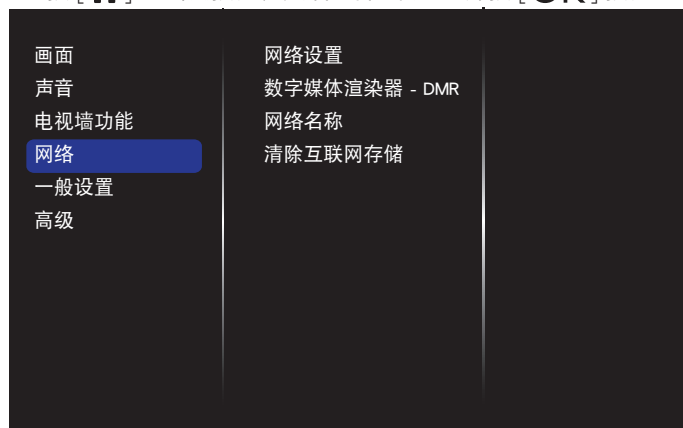 画面
声音
电视墙功能
网络
一般设置
高级
网络设置
数字媒体渲染器 - DMR
网络名称
清除互联网存储